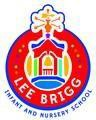 LEE BRIGG
INFANT AND NURSERY SCHOOL